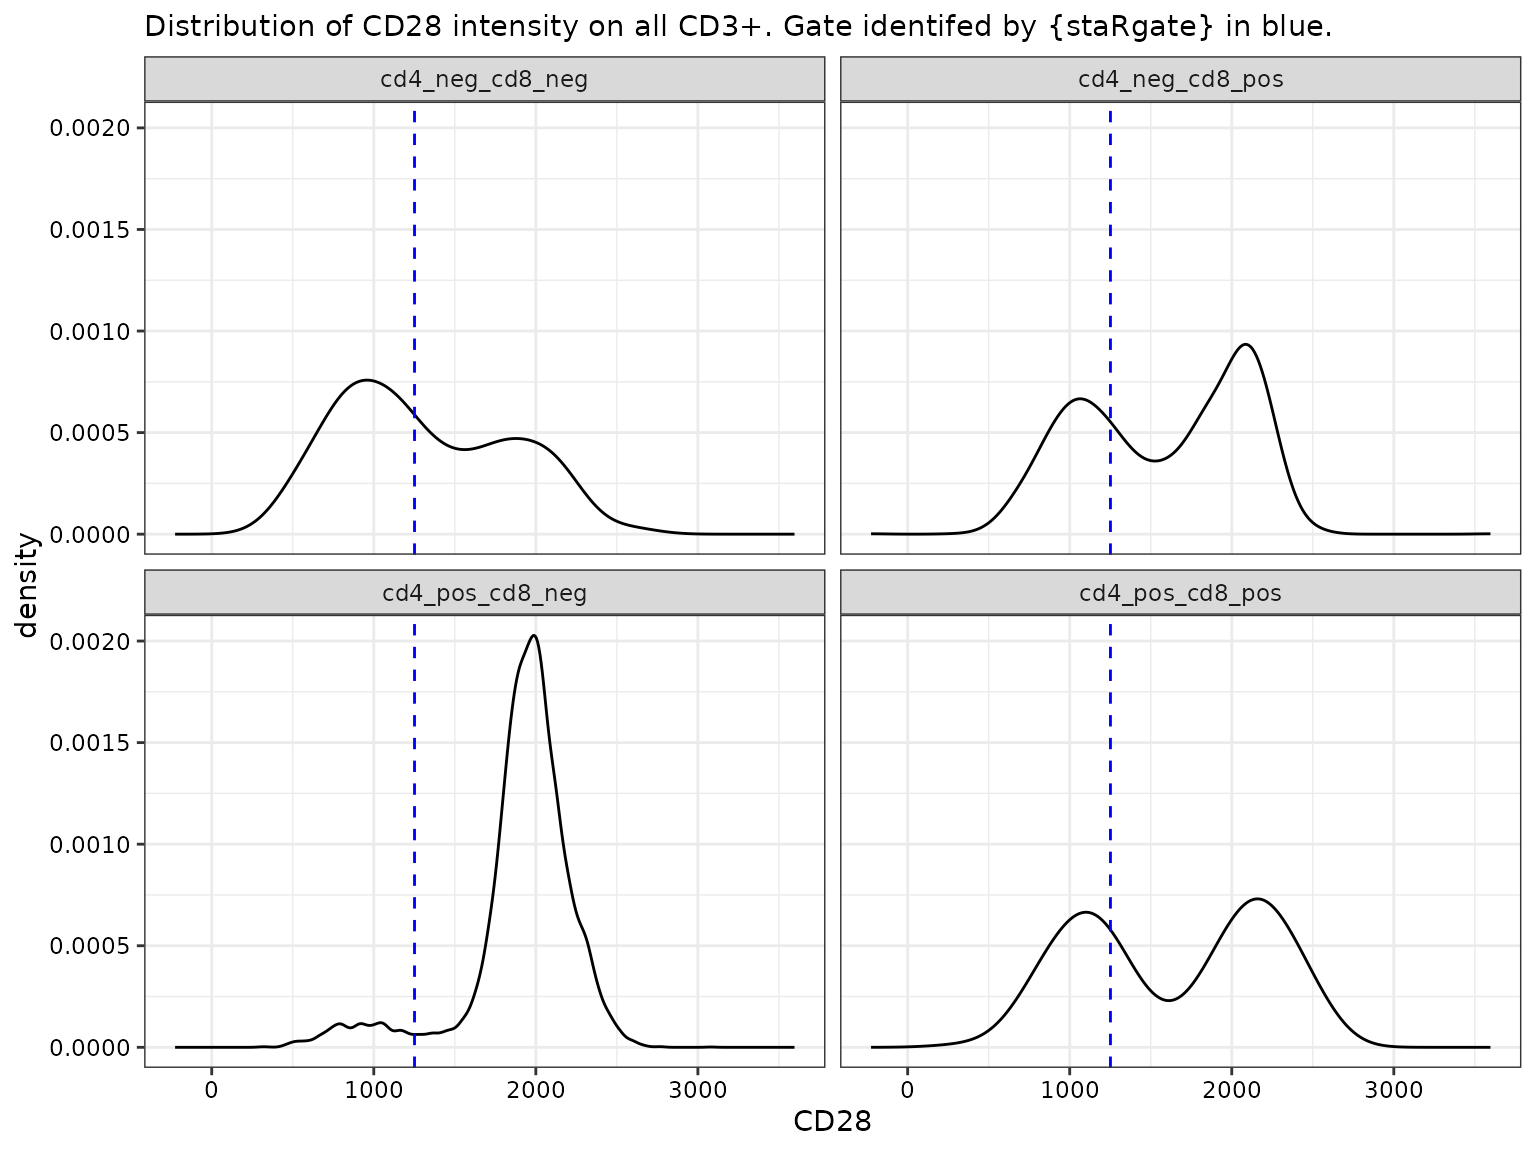 Distribution of CD28 intensity on all CD3+. Gate identifed by {staRgate} in blue.
cd4_neg_cd8_neg
cd4_neg_cd8_pos
0.0020
0.0015
0.0010
0.0005
0.0000
density
cd4_pos_cd8_neg
cd4_pos_cd8_pos
0.0020
0.0015
0.0010
0.0005
0.0000
0 1000 2000 3000
0 1000 2000 3000
CD28